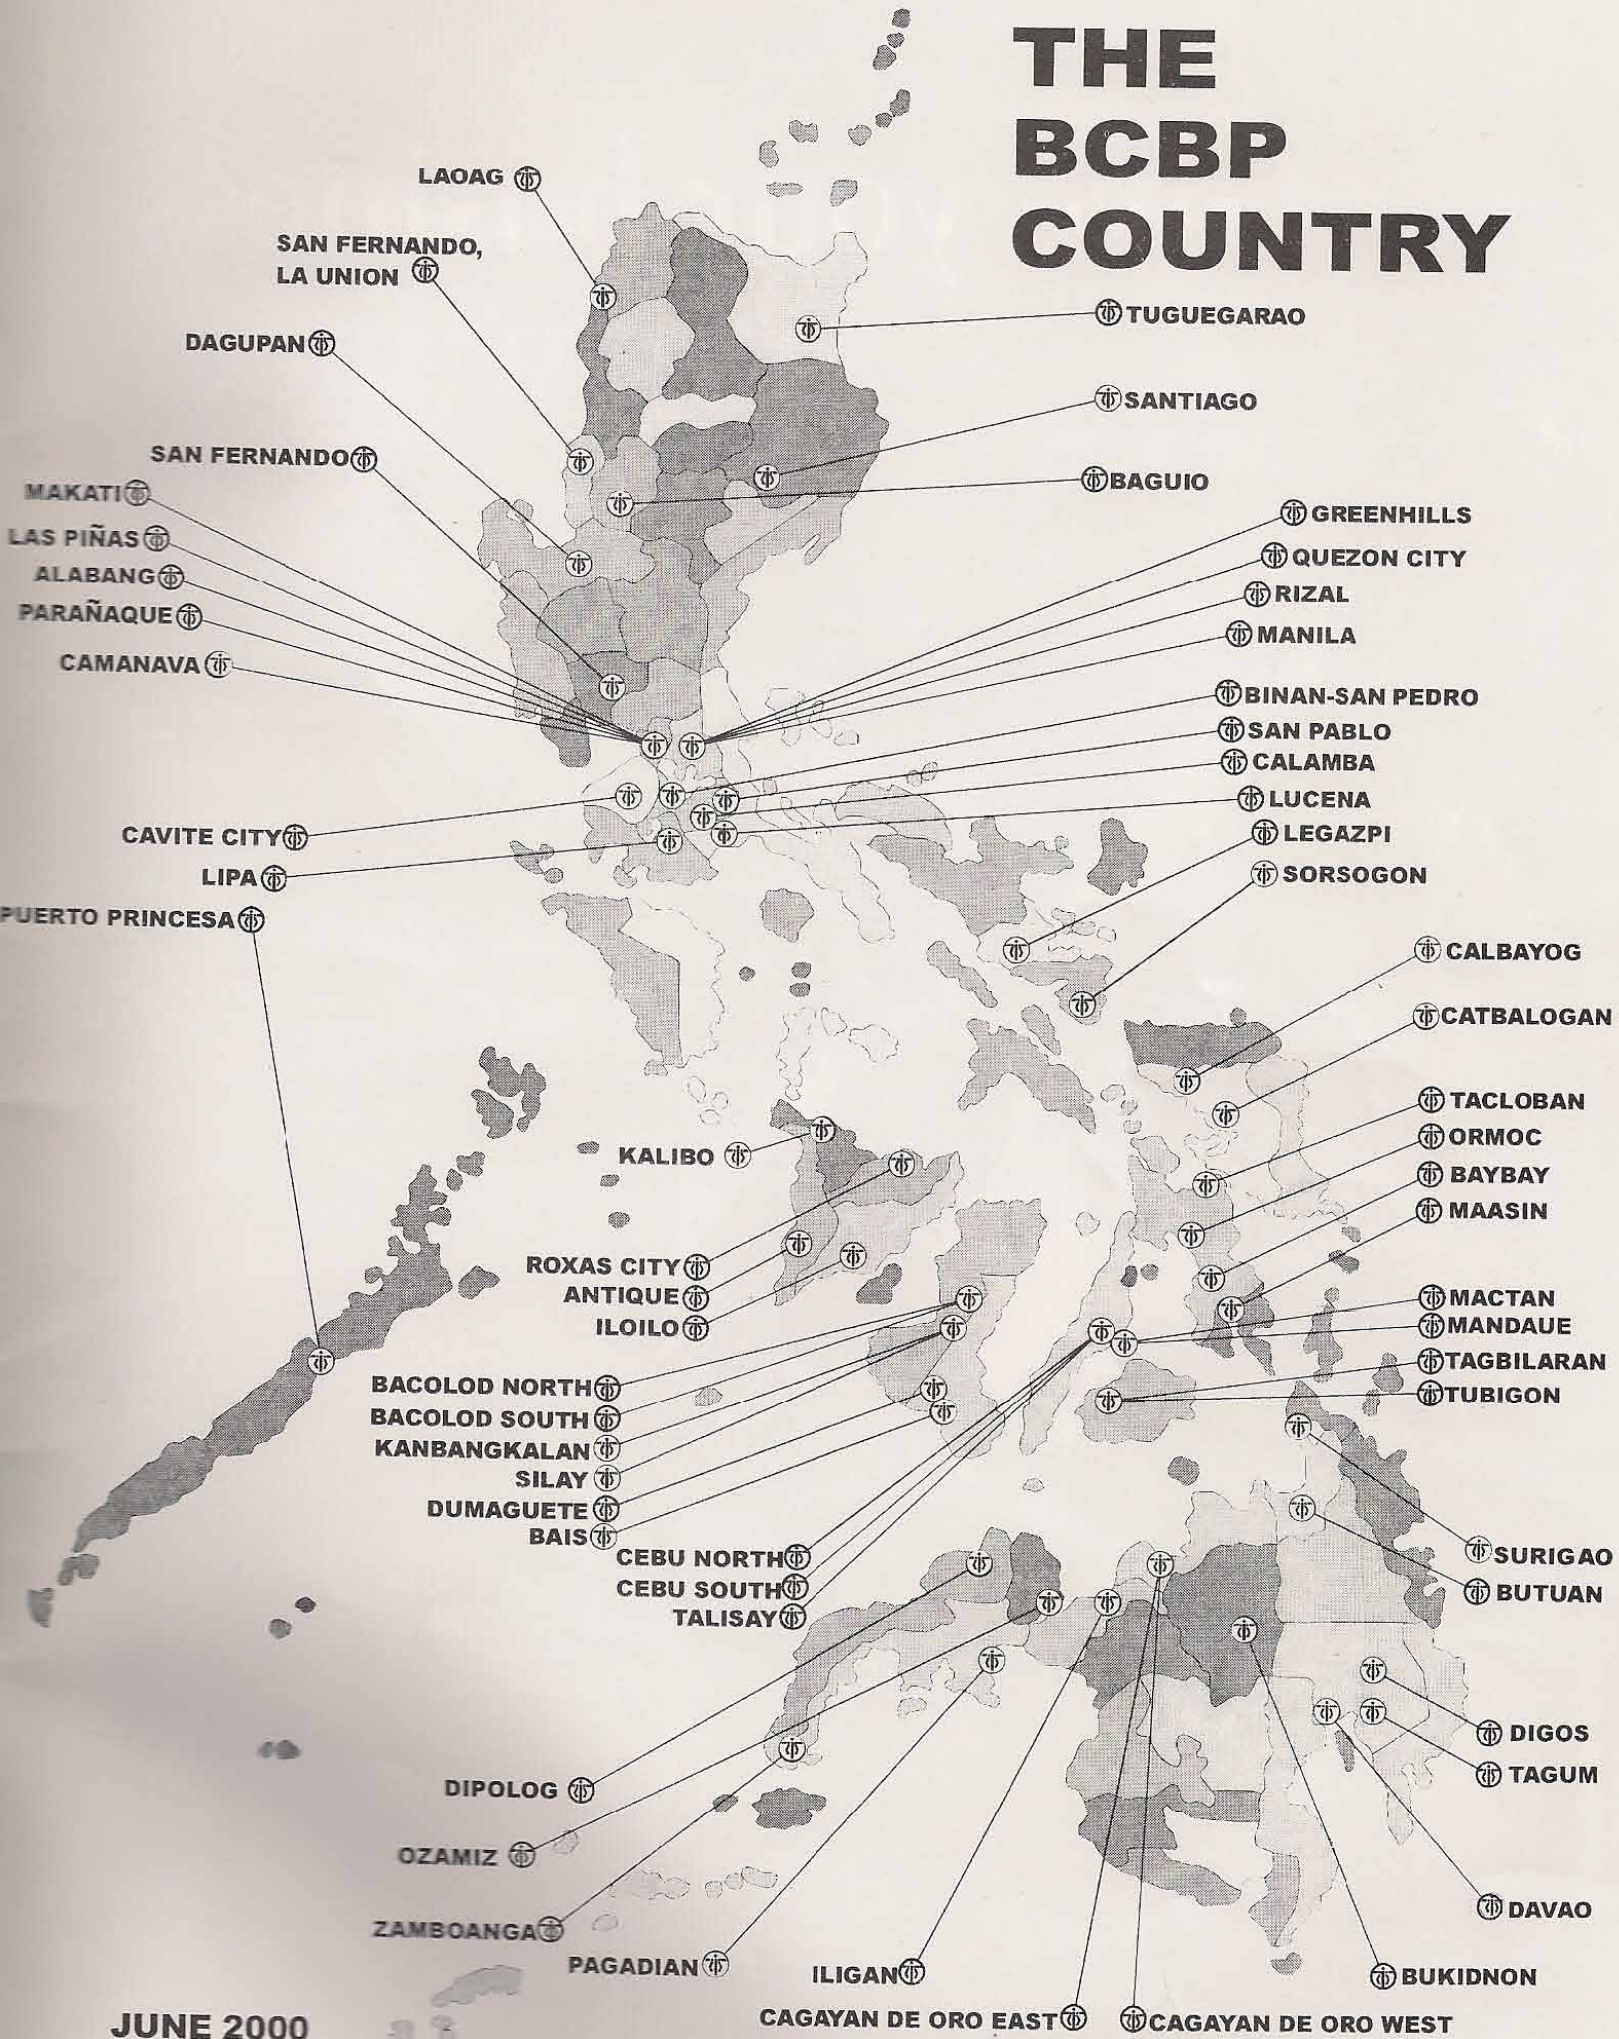 THE
BCBP
COUNTRY
LAOAG
SAN FERNANDO,
LA UNION
DAGUPAN
SAN FERNANDO
MAKATI
LAS PIÑAS
ALABANG
PARAÑAQUE
CAMANAVA
CAVITE CITY
LIPA
PUERTO PRINCESA
TUGUEGARAO
SANTIAGO
BAGUIO
GREENHILLS
QUEZON CITY
RIZAL
MANILA
BINAN-SAN PEDRO
SAN PABLO
CALAMBA
LUCENA
LEGAZPI
SORSOGON
CALBAYOG
CATBALOGAN
TACLOBAN
ORMOC
BAYBAY
MAASIN
MACTAN
MANDAUE
TAGBILARAN
TUBIGON
KALIBO
ROXAS CITY
ANTIQUE
ILOILO
BACOLOD NORTH
BACOLOD SOUTH
KANBANGKALAN
SILAY
DUMAGUETE
BAIS
CEBU NORTH
CEBU SOUTH
TALISAY
SURIGAO
BUTUAN
DIGOS
TAGUM
DAVAO
BUKIDNON
DIPOLOG
OZAMIZ
ZAMBOANGA
PAGADIAN
ILIGAN
CAGAYAN DE ORO EAST
CAGAYAN DE ORO WEST
JUNE 2000